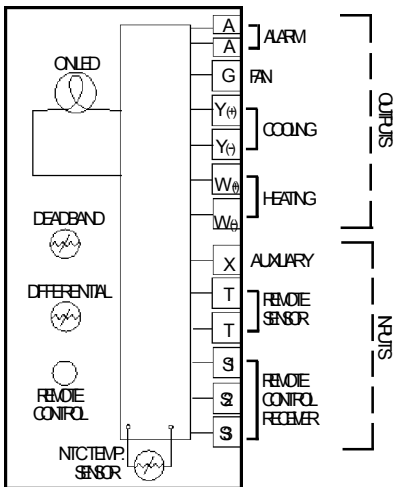 ON LED
DEADBAND
DIFFERENTIAL
REMOTE
CONTROL
NTC TEMP.
SENSOR
A
A
ALARM
G
FAN
Y(+)
Y(-)
COOLING
W(+)
W(-)
HEATING
X
AUXILIARY
T
T
REMOTE
SENSOR
S1
S2
S3
REMOTE
CONTROL
RECEIVER
OUTPUTS
INPUTS